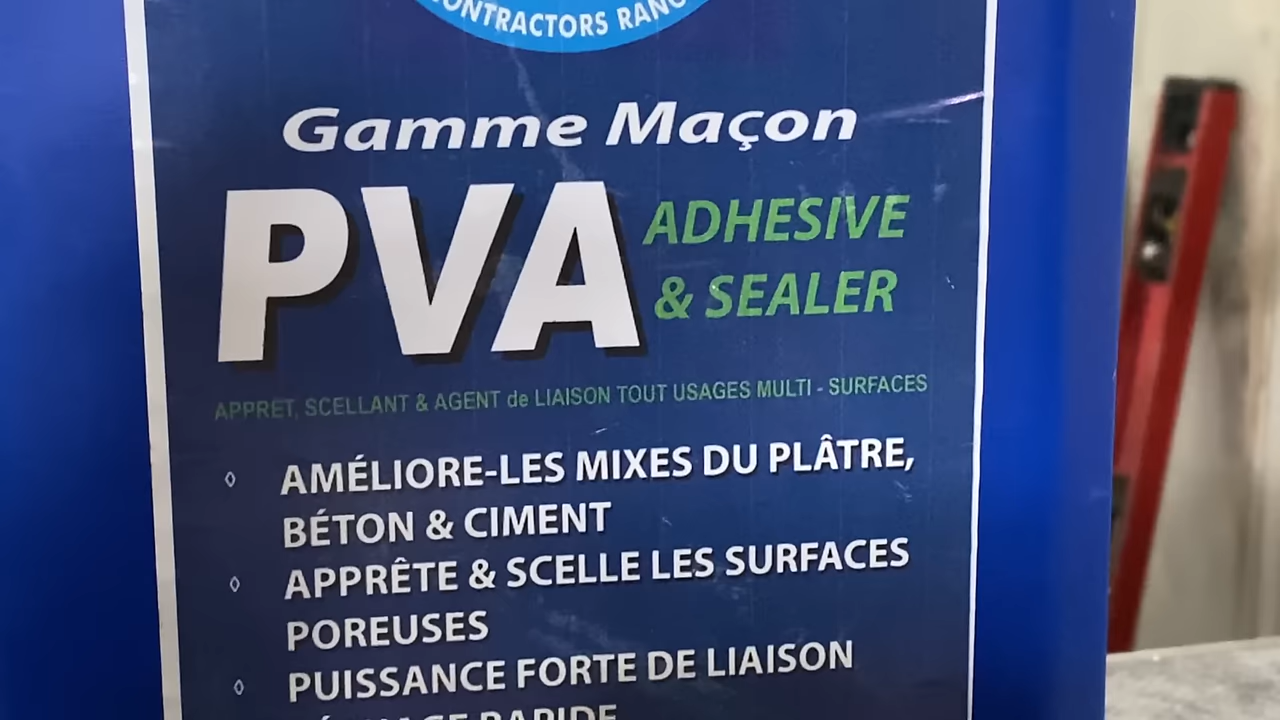 CONTRACTORS
Gamme Maçon
PVA
ADHESIVE
& SEALER
APPRET, SCELLANT & AGENT de LIAISON TOUT USAGES MULTI - SURFACES
◊ AMÉLIORE-LES MIXES DU PLÂTRE,
BÉTON & CIMENT
◊ APPRÊTE & SCELLE LES SURFACES
POREUSES
◊ PUISSANCE FORTE DE LIAISON
RAPIDE